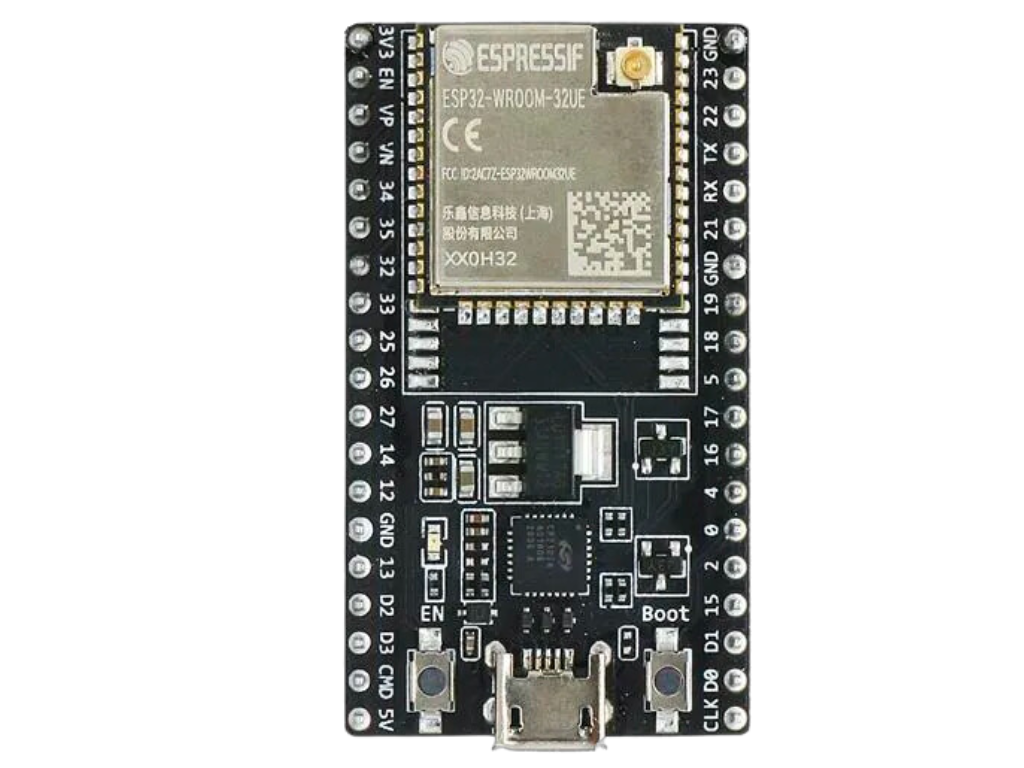 ESPRESSIF
ESP32-WROOM-32UE
CE
FCC ID:2AC7Z-ESP32WROOM32UE
乐鑫信息科技(上海)
股份有限公司
XX0H32
3V3
EN
VP
VN
34
35
32
33
25
26
27
14
12
GND
13
D2
D3
CMD
5V
GND
23
22
TX
RX
21
GND
19
18
5
17
16
4
0
2
15
D1
D0
CLK
EN
Boot